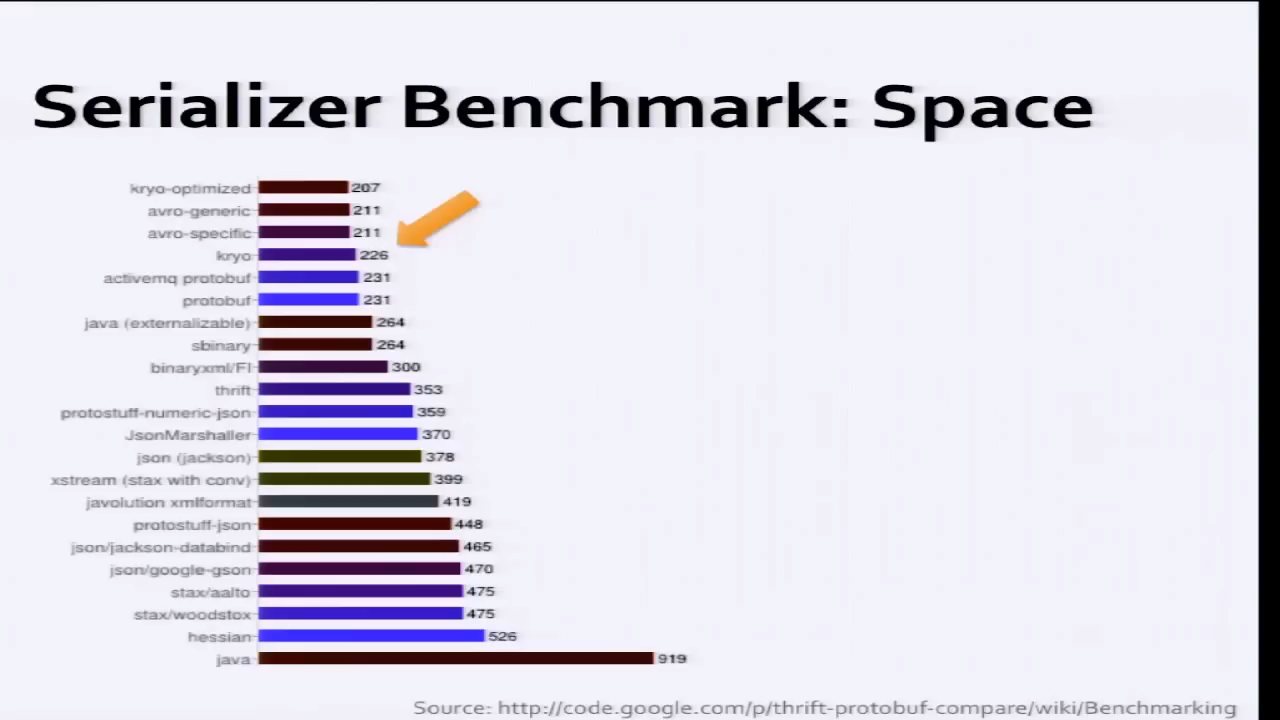 Serializer Benchmark: Space
kryo-optimized 207
avro-generic 211
avro-specific 211
kryo 226
activemq protobuf 231
protobuf 231
java (externalizable) 264
sbinary 264
binaryxml/FI 300
thrift 353
protostuff-numeric-json 359
JsonMarshaller 370
json (jackson) 378
xstream (stax with conv) 399
javolution xmlformat 419
protostuff-json 448
json/jackson-databind 465
json/google-gson 470
stax/aalto 475
stax/woodstox 475
hessian 526
java 919
Source: http://code.google.com/p/thrift-protobuf-compare/wiki/Benchmarking